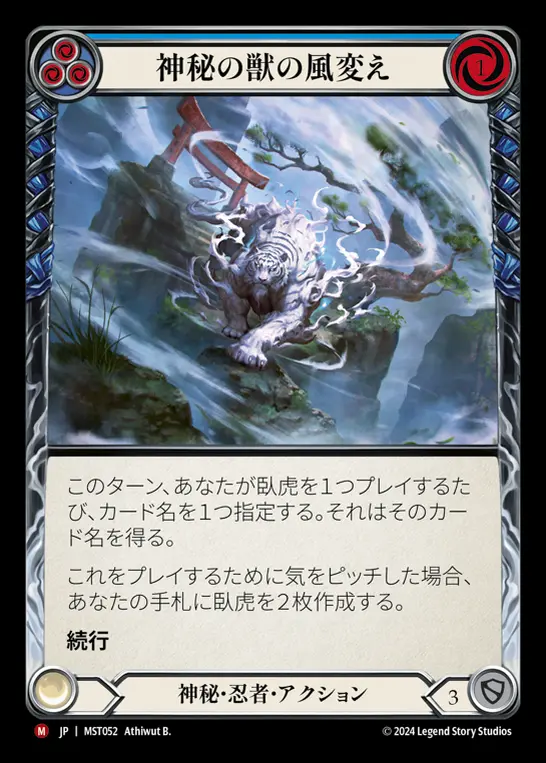 神秘の獣の風変え
1
このターン、あなたが臥虎を1つプレイするた
び、カード名を1つ指定する。それはそのカー
ド名を得る。
これをプレイするために気をピッチした場合、
あなたの手札に臥虎を2枚作成する。
続行
神秘・忍者・アクション
3
M JP | MST052 Athiwut B.
© 2024 Legend Story Studios